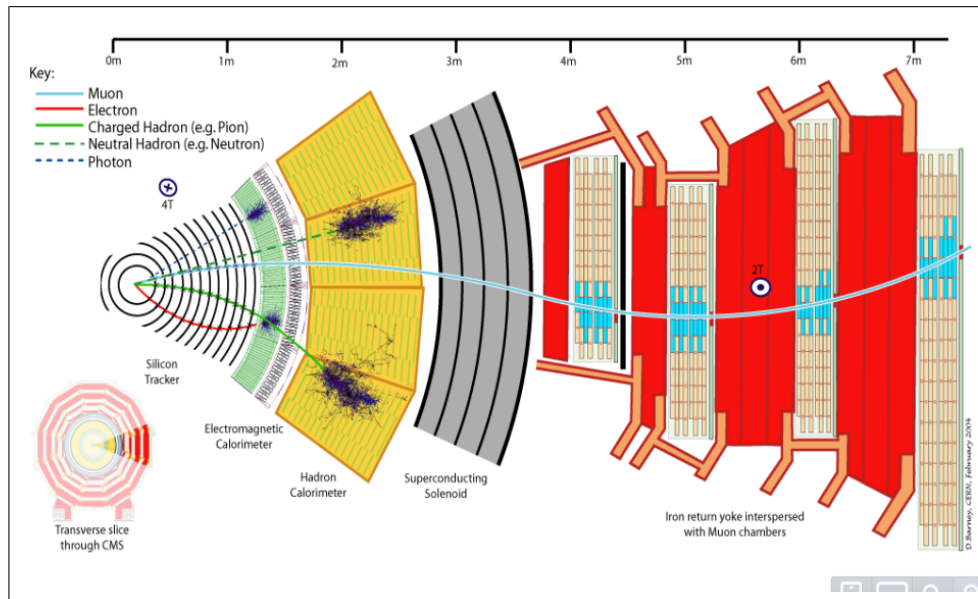 0m 1m 2m 3m 4m 5m 6m 7m
Key:
Muon
Electron
Charged Hadron (e.g. Pion)
Neutral Hadron (e.g. Neutron)
Photon
4T
2T
Silicon
Tracker
Electromagnetic
Calorimeter
Hadron
Calorimeter
Superconducting
Solenoid
Iron return yoke interspersed
with Muon chambers
Transverse slice
through CMS
D.Barney, CERN, February 2004